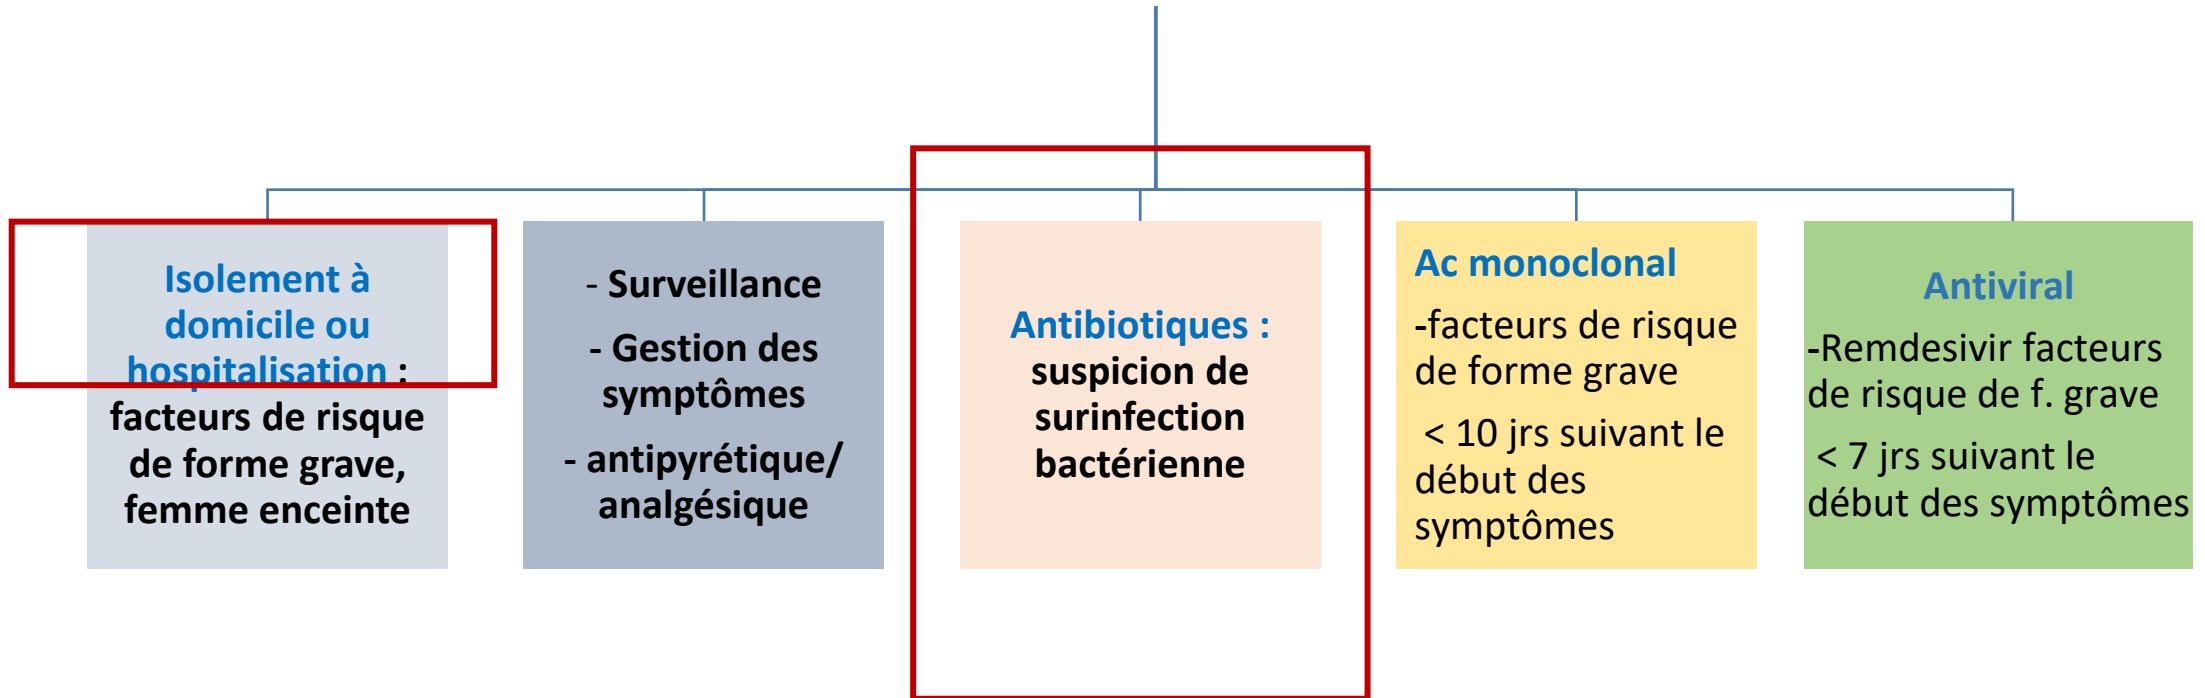 Isolement à
domicile ou
hospitalisation :
facteurs de risque
de forme grave,
femme enceinte
- Surveillance
- Gestion des
symptômes
- antipyrétique/
analgésique
Antibiotiques :
suspicion de
surinfection
bactérienne
Ac monoclonal
-facteurs de risque
de forme grave
< 10 jrs suivant le
début des
symptômes
Antiviral
-Remdesivir facteurs
de risque de f. grave
< 7 jrs suivant le
début des symptômes